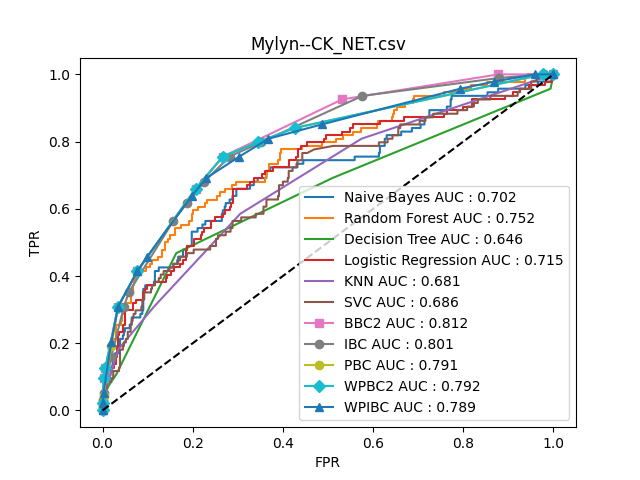 Mylyn--CK_NET.csv
TPR
1.0
0.8
0.6
0.4
0.2
0.0
Naive Bayes AUC : 0.702
Random Forest AUC : 0.752
Decision Tree AUC : 0.646
Logistic Regression AUC : 0.715
KNN AUC : 0.681
SVC AUC : 0.686
BBC2 AUC : 0.812
IBC AUC : 0.801
PBC AUC : 0.791
WPBC2 AUC : 0.792
WPIBC AUC : 0.789
0.0 0.2 0.4 0.6 0.8 1.0
FPR